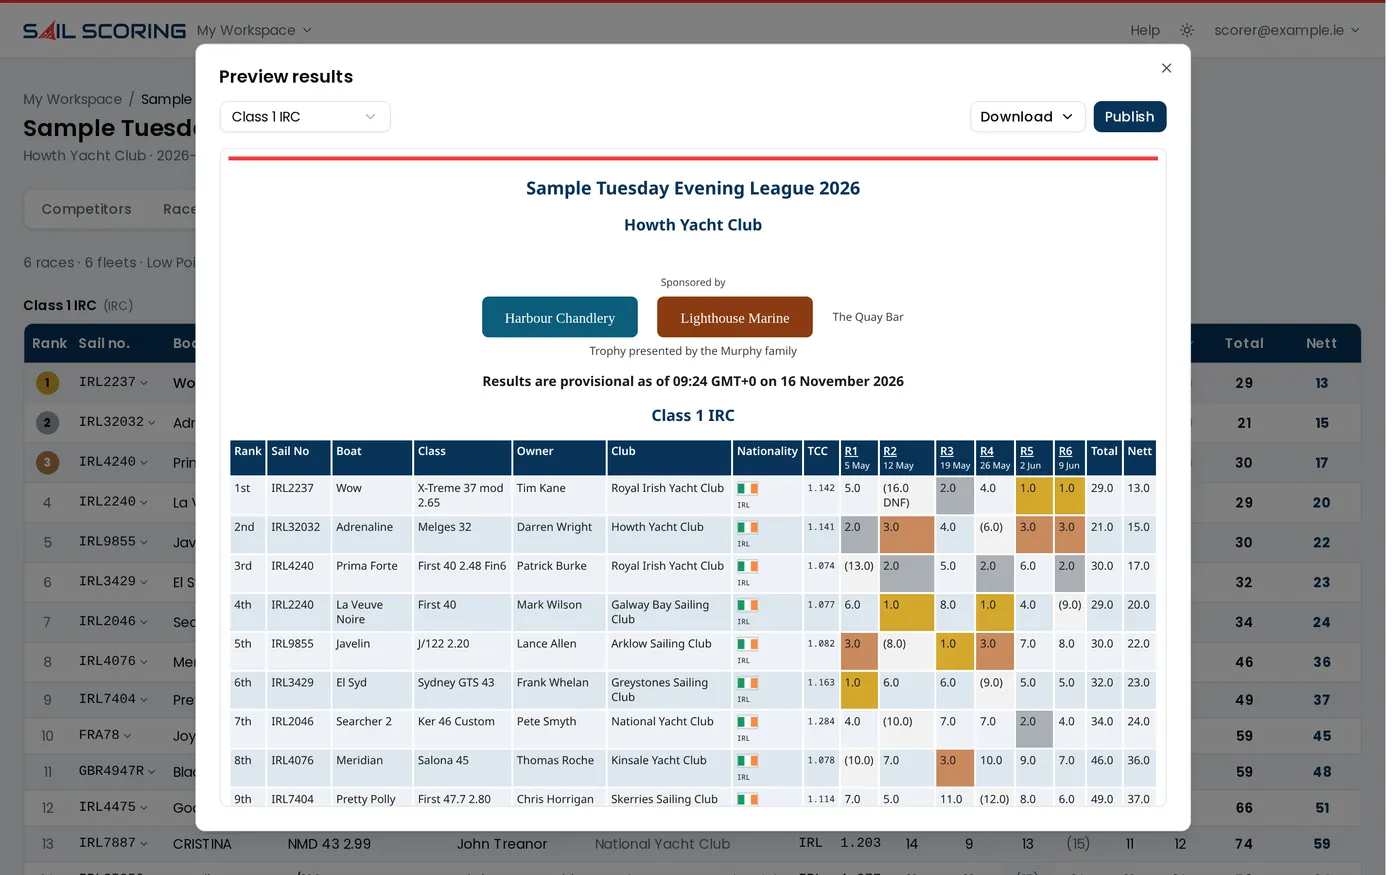 SAIL SCORING My Workspace Help scorer@example.ie
Preview results
My Workspace / Sample
Class 1 IRC Download Publish
Sample Tuesd
Howth Yacht Club · 2026-
Competitors Race
6 races · 6 fleets · Low Poi
Class 1 IRC (IRC)
Sample Tuesday Evening League 2026
Howth Yacht Club
Sponsored by
Harbour Chandlery Lighthouse Marine The Quay Bar
Trophy presented by the Murphy family
Results are provisional as of 09:24 GMT+0 on 16 November 2026
Class 1 IRC
Rank Sail No Boat Class Owner Club Nationality TCC R1 5 May R2 12 May R3 19 May R4 26 May R5 2 Jun R6 9 Jun Total Nett
1st IRL2237 Wow X-Treme 37 mod 2.65 Tim Kane Royal Irish Yacht Club IRL 1.142 5.0 (16.0 DNF) 2.0 4.0 1.0 1.0 29.0 13.0
2nd IRL32032 Adrenaline Melges 32 Darren Wright Howth Yacht Club IRL 1.141 2.0 3.0 4.0 (6.0) 3.0 3.0 21.0 15.0
3rd IRL4240 Prima Forte First 40 2.48 Fin6 Patrick Burke Royal Irish Yacht Club IRL 1.074 (13.0) 2.0 5.0 2.0 6.0 2.0 30.0 17.0
4th IRL2240 La Veuve Noire First 40 Mark Wilson Galway Bay Sailing Club IRL 1.077 6.0 1.0 8.0 1.0 4.0 (9.0) 29.0 20.0
5th IRL9855 Javelin J/122 2.20 Lance Allen Arklow Sailing Club IRL 1.082 3.0 (8.0) 1.0 3.0 7.0 8.0 30.0 22.0
6th IRL3429 El Syd Sydney GTS 43 Frank Whelan Greystones Sailing Club IRL 1.163 1.0 6.0 6.0 (9.0) 5.0 5.0 32.0 23.0
7th IRL2046 Searcher 2 Ker 46 Custom Pete Smyth National Yacht Club IRL 1.284 4.0 (10.0) 7.0 7.0 2.0 4.0 34.0 24.0
8th IRL4076 Meridian Salona 45 Thomas Roche Kinsale Yacht Club IRL 1.078 (10.0) 7.0 3.0 10.0 9.0 7.0 46.0 36.0
9th IRL7404 Pretty Polly First 47.7 2.80 Chris Horrigan Skerries Sailing Club 1.114 7.0 5.0 11.0 (12.0) 8.0 6.0 49.0 37.0
Rank Sail no. Boa Total Nett
1 IRL2237 Wo 29 13
2 IRL32032 Adr 21 15
3 IRL4240 Prin 30 17
4 IRL2240 La V 29 20
5 IRL9855 Jav 30 22
6 IRL3429 El S 32 23
7 IRL2046 Sea 34 24
8 IRL4076 Mer 46 36
9 IRL7404 Pre 49 37
10 FRA78 Joy 59 45
11 GBR4947R Blac 59 48
12 IRL4475 Goo 66 51
13 IRL7887 CRISTINA NMD 43 2.99 John Treanor National Yacht Club IRL 1.203 14 9 13 (15) 11 12 74 59